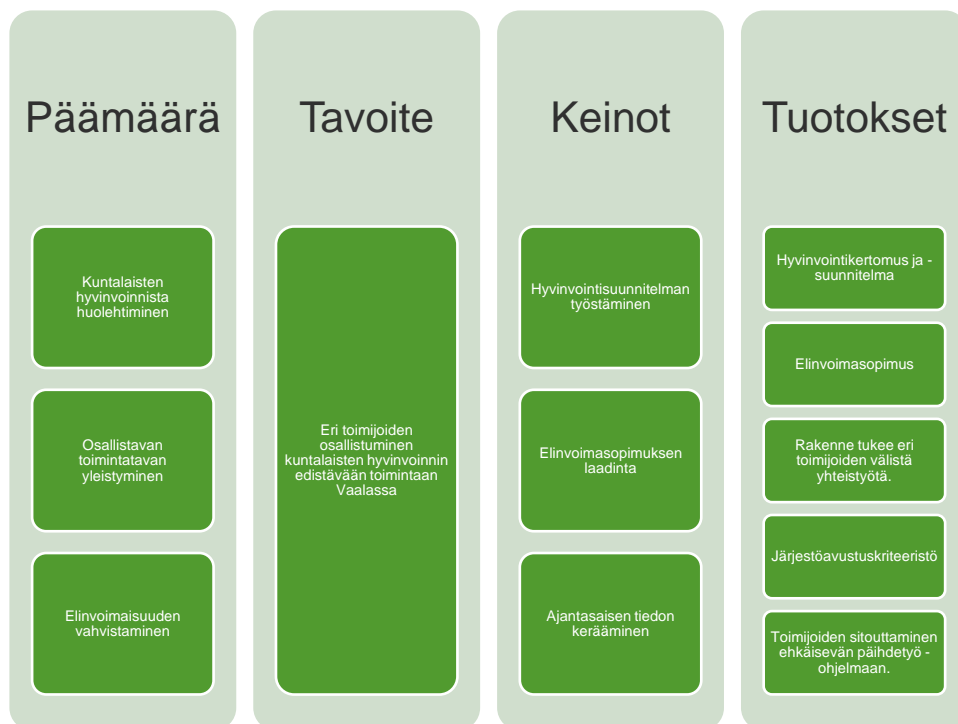 Päämäärä
Kuntalaisten
hyvinvoinnista
huolehtiminen
Osallistavan
toimintatavan
yleistyminen
Elinvoimaisuuden
vahvistaminen
Tavoite
Eri toimijoiden
osallistuminen
kuntalaisten hyvinvoinnin
edistävään toimintaan
Vaalassa
Keinot
Hyvinvointisuunnitelman
työstäminen
Elinvoimasopimuksen
laadinta
Ajantasaisen tiedon
kerääminen
Tuotokset
Hyvinvointikertomus ja -
suunnitelma
Elinvoimasopimus
Rakenne tukee eri
toimijoiden välistä
yhteistyötä.
Järjestöavustuskriteeristö
Toimijoiden sitouttaminen
ehkäisevän päihdetyö -
ohjelmaan.